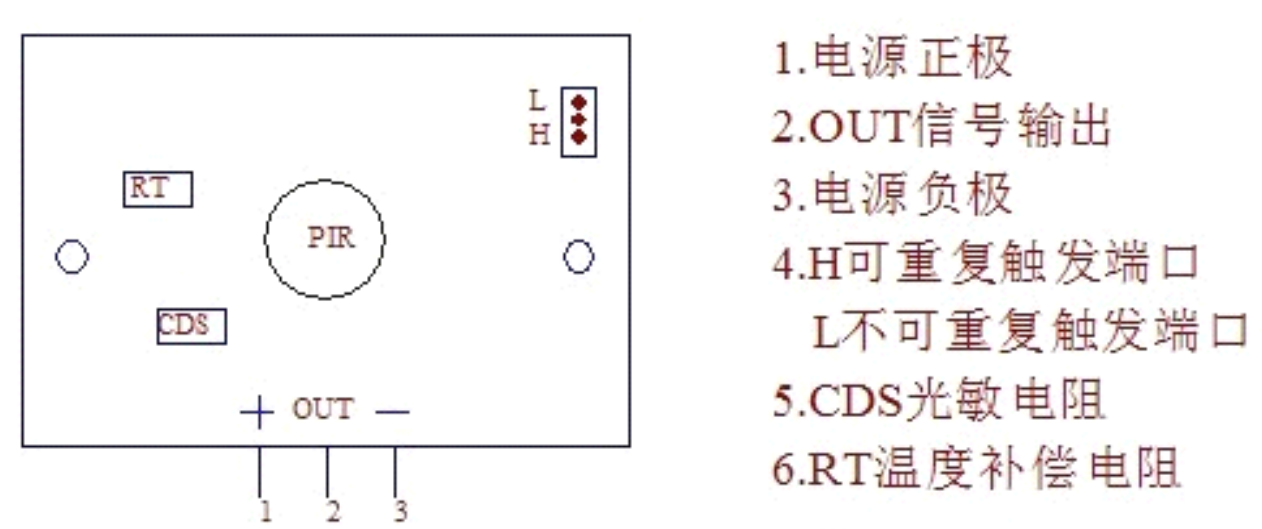 L
H
RT
PIR
CDS
+ OUT —
1 2 3
1.电源正极
2.OUT信号输出
3.电源负极
4.H可重复触发端口
L不可重复触发端口
5.CDS光敏电阻
6.RT温度补偿电阻